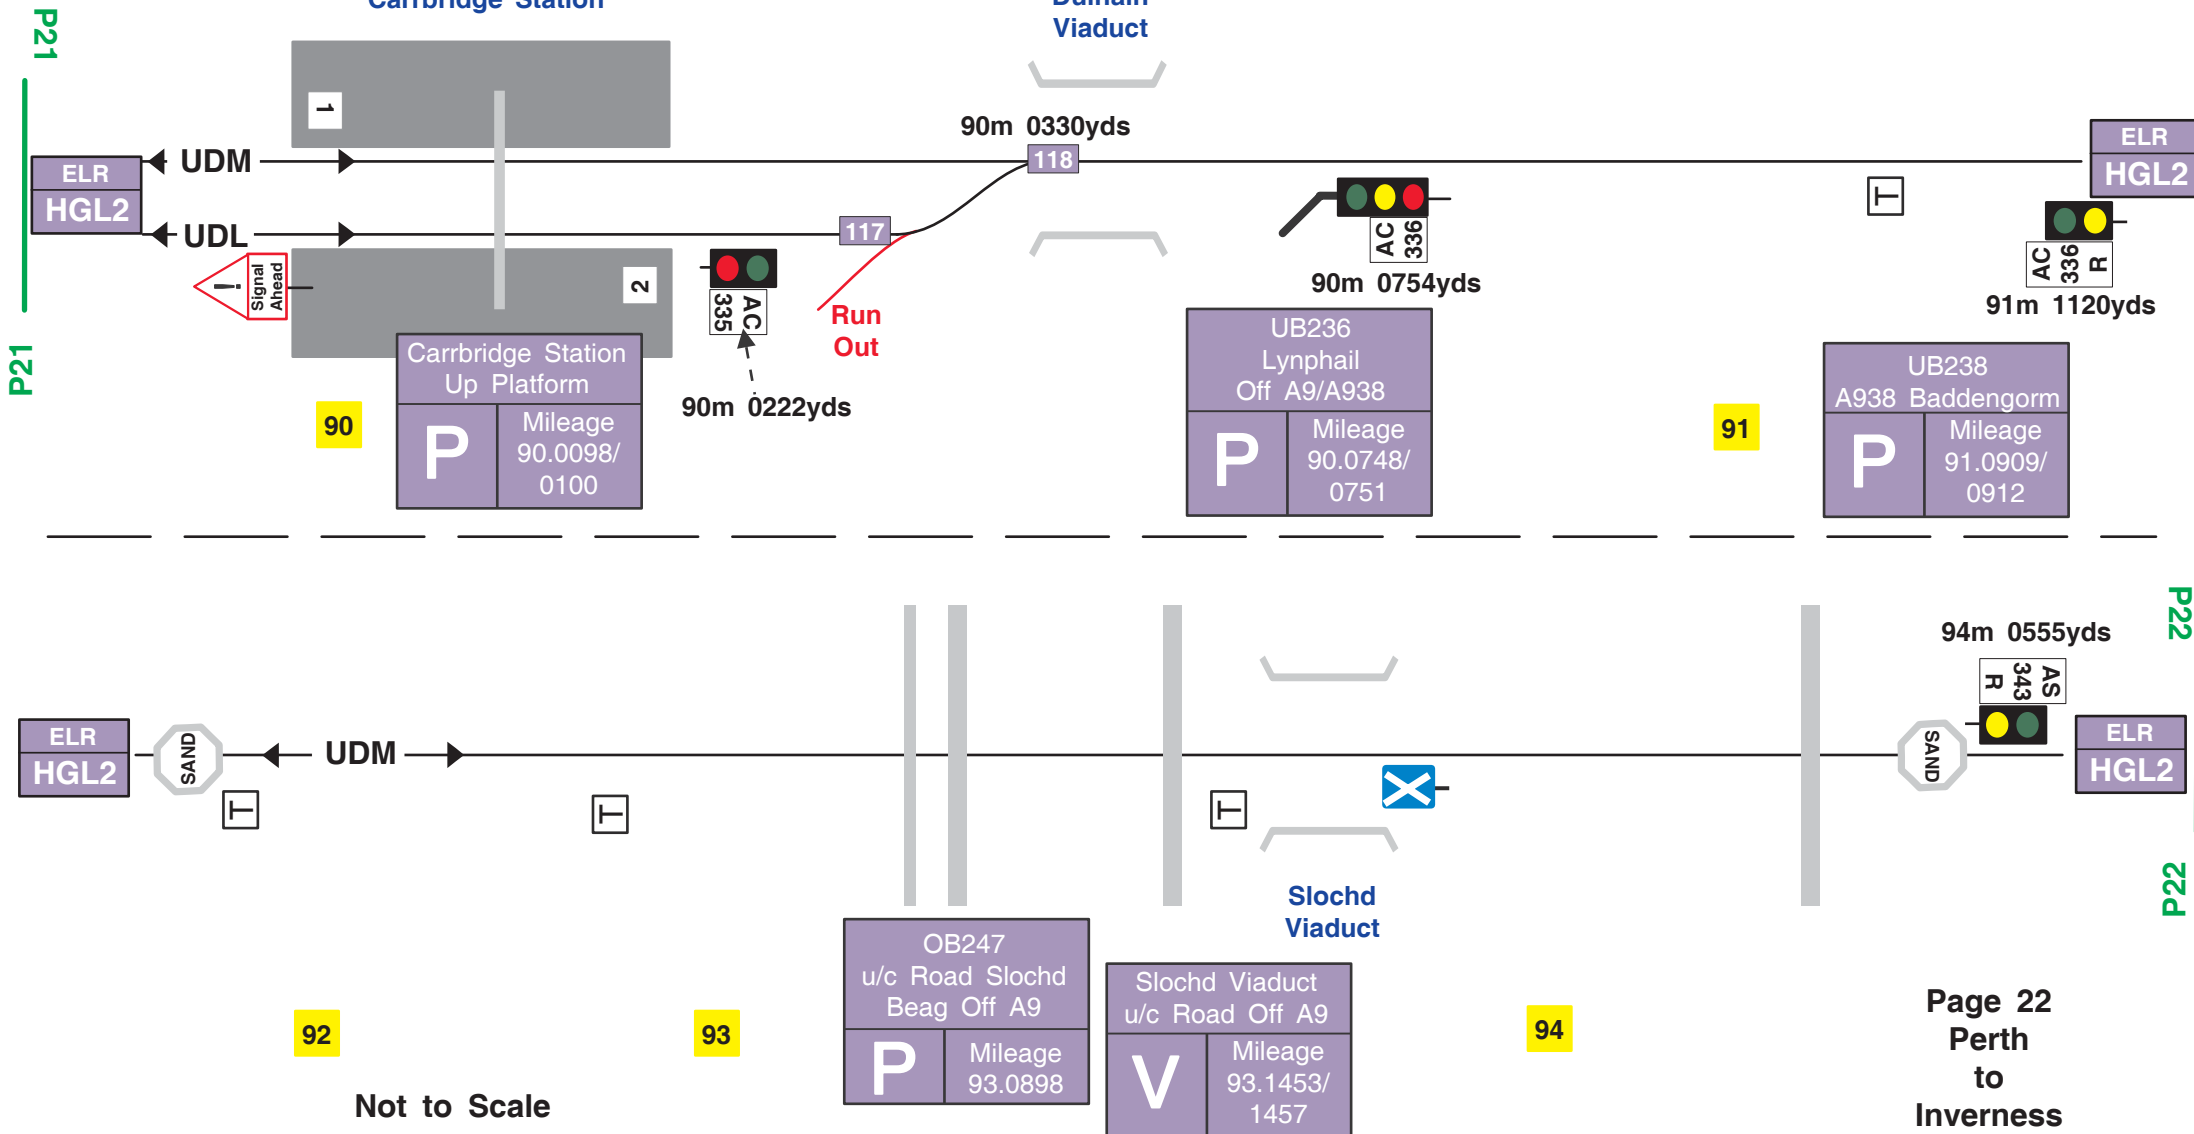 P21
Carrbridge Station
Dulnain
Viaduct
1
90m 0330yds
118
ELR
HGL2
UDM
ELR
HGL2
UDL
117
T
AC
336
90m 0754yds
AC
336
R
91m 1120yds
! Signal
Ahead
2
AC
335
90m 0222yds
Run
Out
P21
90
Carrbridge Station
Up Platform
P
Mileage
90.0098/
0100
UB236
Lynphail
Off A9/A938
P
Mileage
90.0748/
0751
91
UB238
A938 Baddengorm
P
Mileage
91.0909/
0912
P22
94m 0555yds
AS
343
R
ELR
HGL2
SAND
UDM
SAND
ELR
HGL2
T
T
T
P22
Slochd
Viaduct
92
93
OB247
u/c Road Slochd
Beag Off A9
P
Mileage
93.0898
Slochd Viaduct
u/c Road Off A9
V
Mileage
93.1453/
1457
94
Page 22
Perth
to
Inverness
Not to Scale